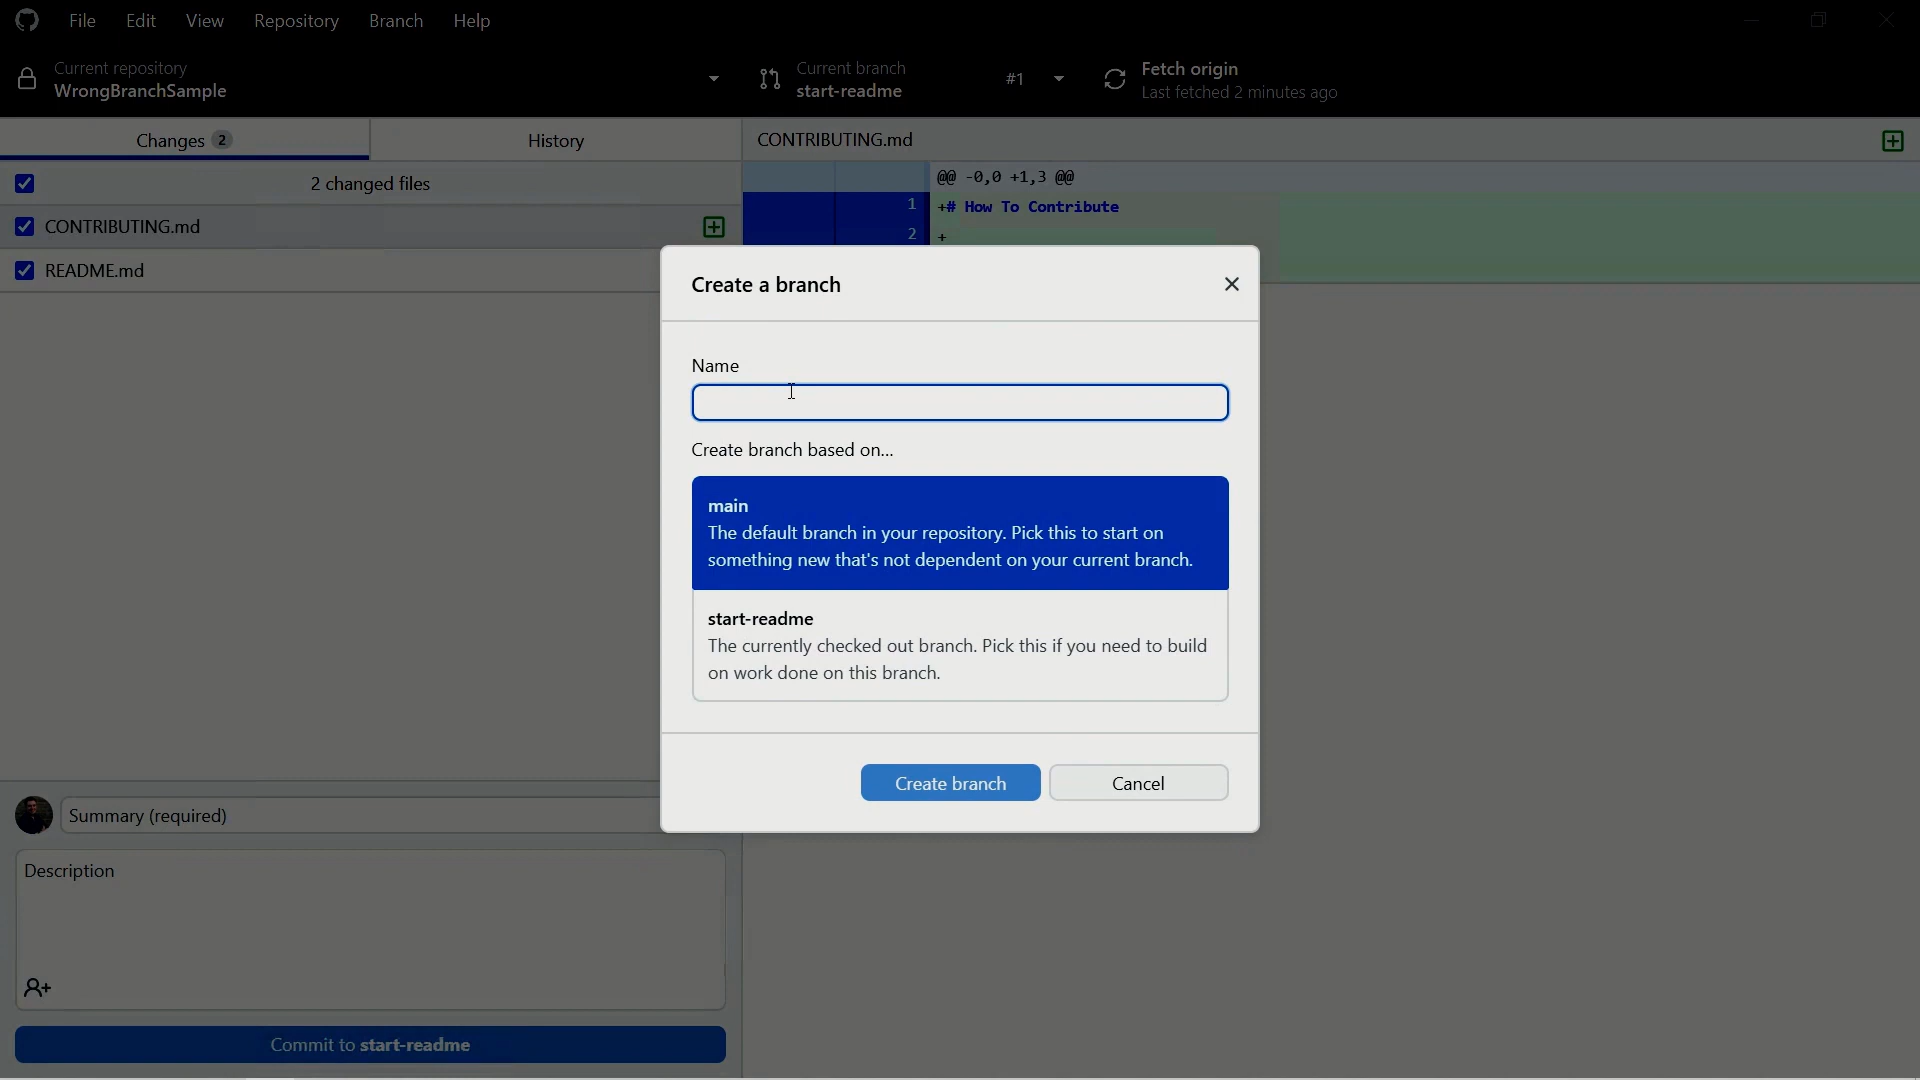 File Edit View Repository Branch Help
Current repository
WrongBranchSample
Current branch
start-readme
#1
Fetch origin
Last fetched 2 minutes ago
Changes 2
History
CONTRIBUTING.md
2 changed files
CONTRIBUTING.md
README.md
@@ -0,0 +1,3 @@
1 +# How To Contribute
2 +
Create a branch
Name
Create branch based on...
main
The default branch in your repository. Pick this to start on
something new that's not dependent on your current branch.
start-readme
The currently checked out branch. Pick this if you need to build
on work done on this branch.
Create branch
Cancel
Summary (required)
Description
Commit to start-readme